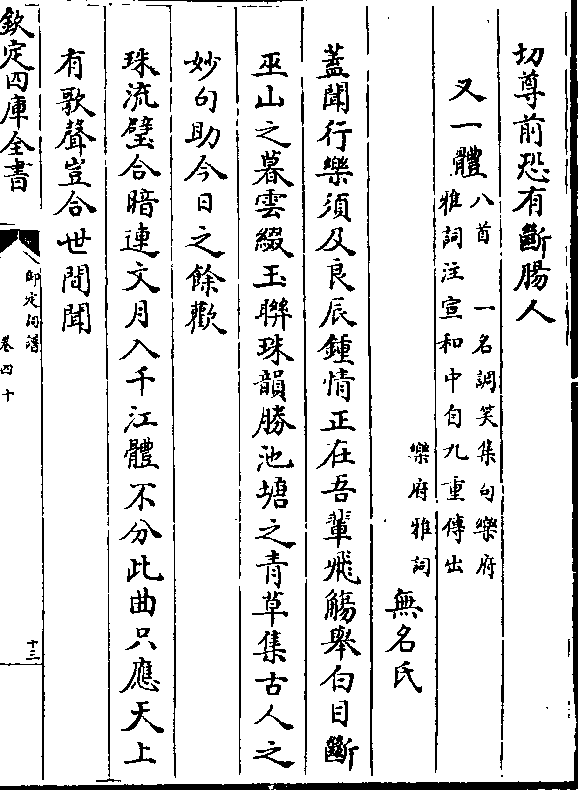 切尊前恐有斷腸人
又一體八首　一名調笑集句樂府
雅詞注宣和中自九重傳出
樂府雅詞　無名氏
蓋聞行樂須及良辰鍾情正在吾輩飛觴舉白目斷
巫山之暮雲綴玉聯珠韻勝池塘之青草集古人之
妙句助今日之餘歡
珠流璧合暗連文月入千江體不分此曲只應天上
有歌聲豈合世間聞
欽定四庫全書
御定詞譜
卷四十
十三